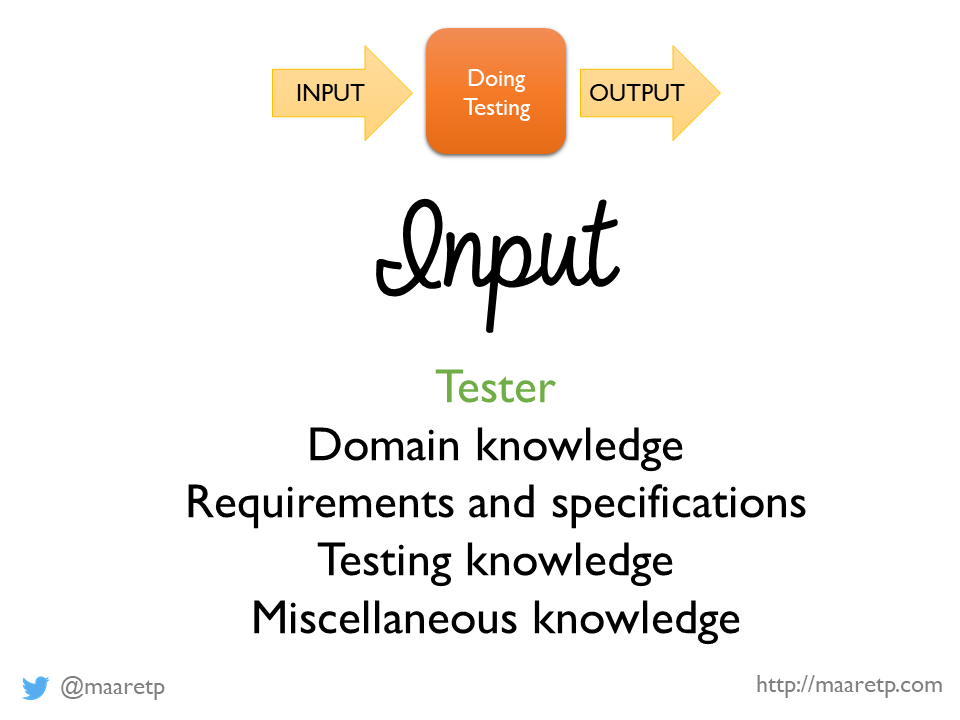 INPUT
Doing
Testing
OUTPUT
Input
Tester
Domain knowledge
Requirements and specifications
Testing knowledge
Miscellaneous knowledge
@maaretp
http://maaretp.com